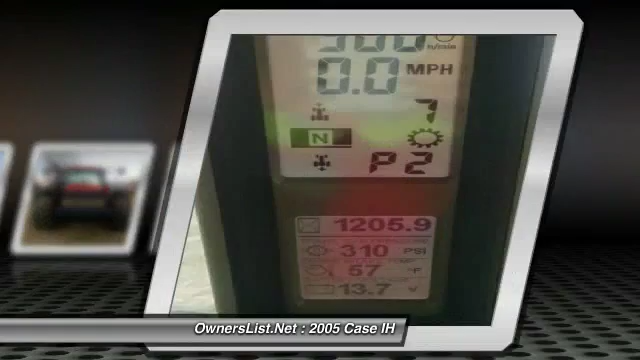 0.0 MPH
7
N
P2
1205.9
310 PSI
57 °F
13.7 V
OwnersList.Net : 2005 Case IH